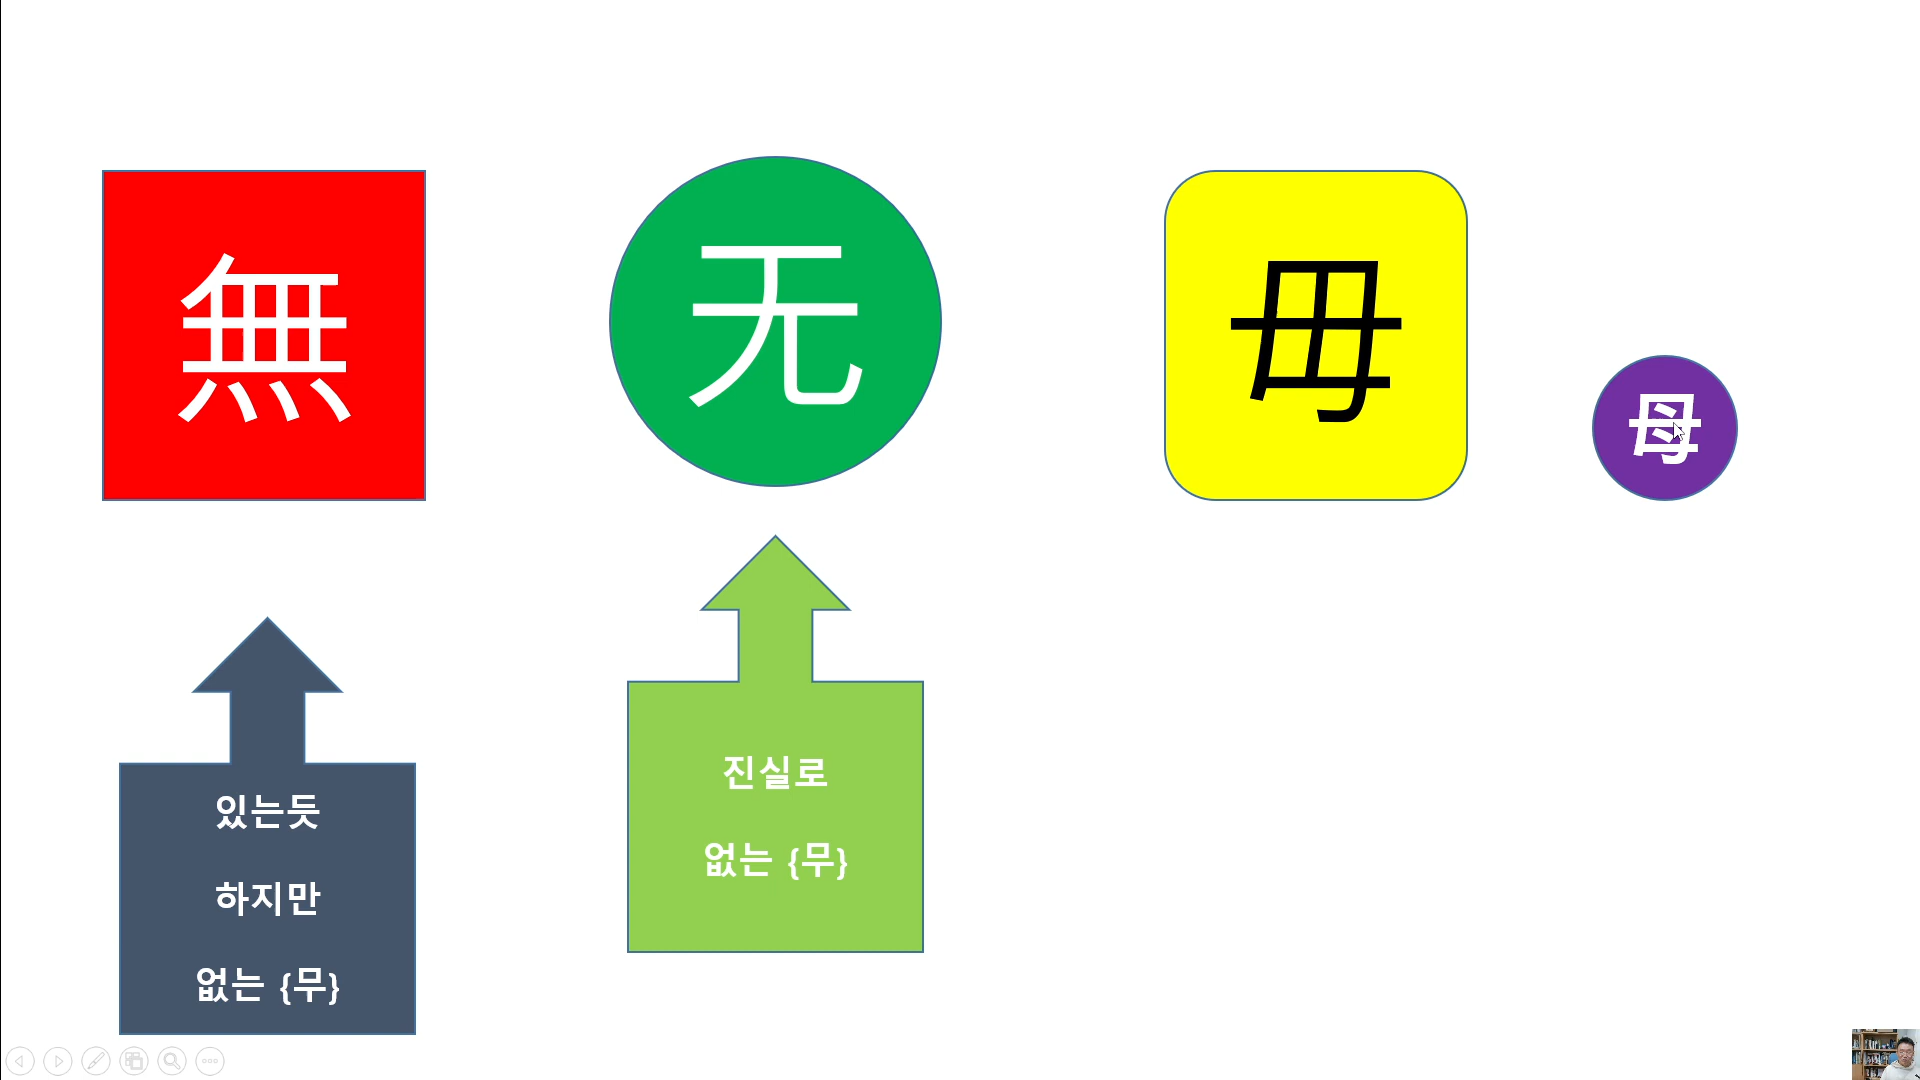 無
无
毋
母
있는듯
하지만
없는 {무}
진실로
없는 {무}